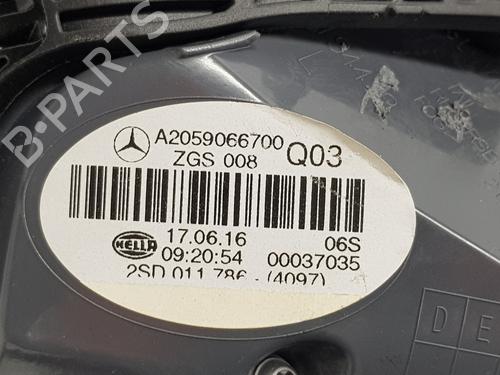 B-PARTS
A2059066700 Q03
ZGS 008
17.06.16 06S
HELLA
09:20:54 00037035
2SD 011 786 - (4097)
D E